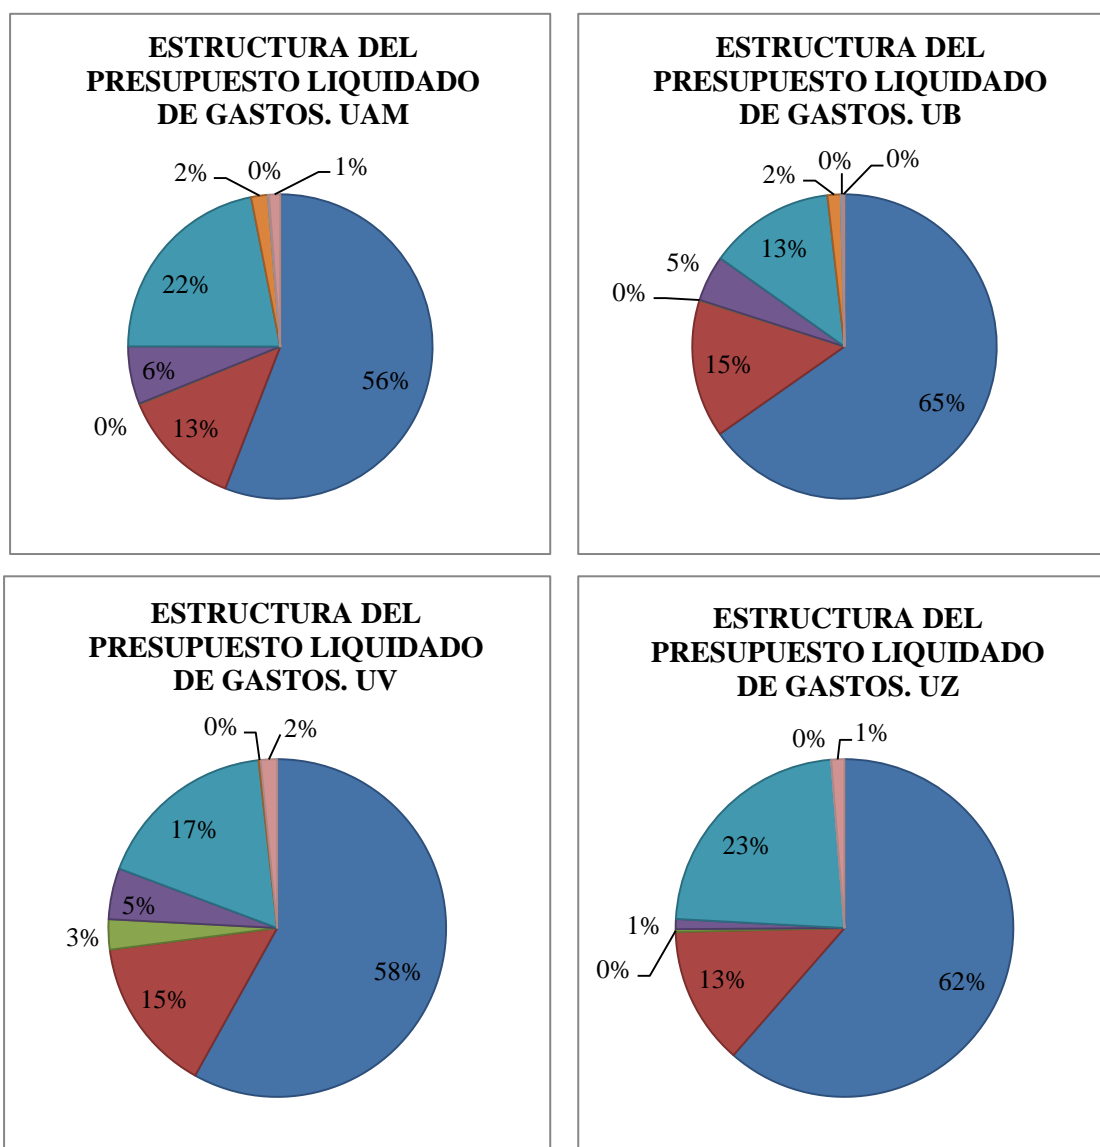 ESTRUCTURA DEL
PRESUPUESTO LIQUIDADO
DE GASTOS. UAM
2%
0%
1%
22%
6%
56%
0%
13%
ESTRUCTURA DEL
PRESUPUESTO LIQUIDADO
DE GASTOS. UB
0%
0%
2%
13%
5%
0%
15%
65%
ESTRUCTURA DEL
PRESUPUESTO LIQUIDADO
DE GASTOS. UV
0%
2%
17%
5%
3%
58%
15%
ESTRUCTURA DEL
PRESUPUESTO LIQUIDADO
DE GASTOS. UZ
0%
1%
23%
1%
0%
13%
62%